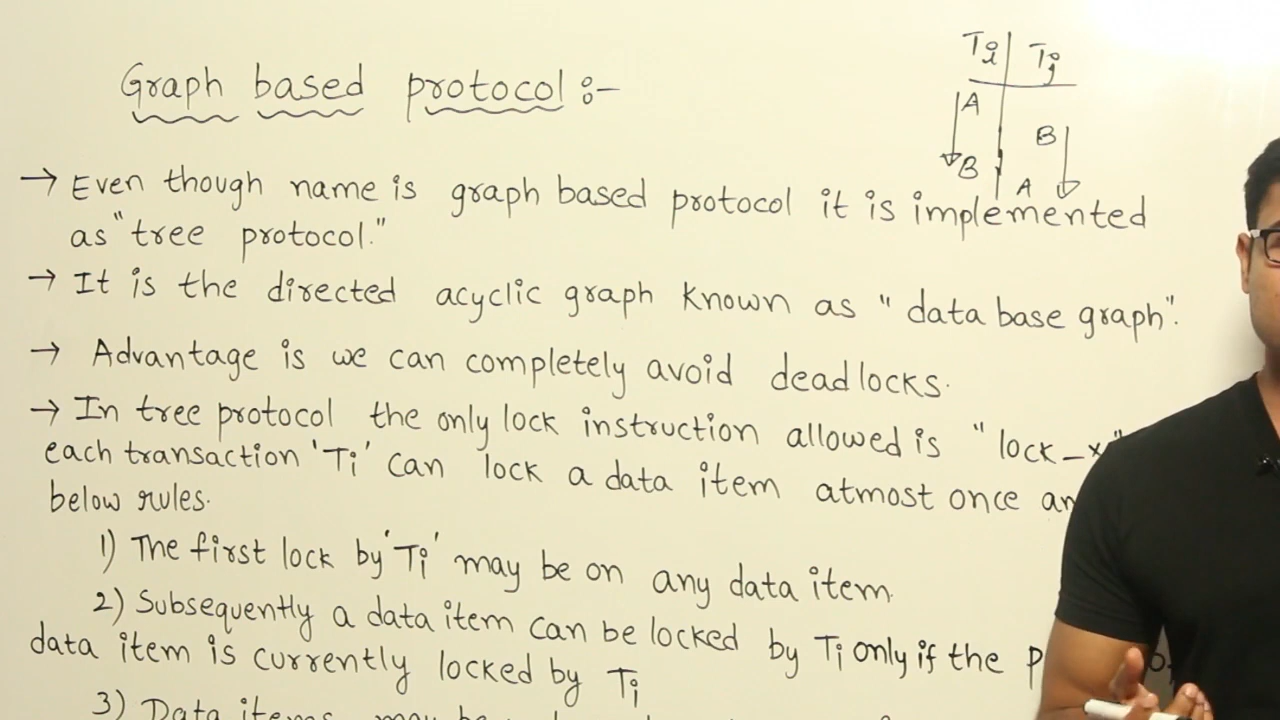 Graph based protocol :-
Ti Tj
A
B
B
A
→ Even though name is graph based protocol it is implemented
as "tree protocol."
→ It is the directed acyclic graph known as "data base graph".
→ Advantage is we can completely avoid deadlocks.
→ In tree protocol the only lock instruction allowed is "lock-x"
each transaction 'Ti' can lock a data item atmost once
below rules.
1) The first lock by 'Ti' may be on any data item.
2) Subsequently a data item can be locked by Ti only if the
data item is currently locked by Ti
3) Data items may be